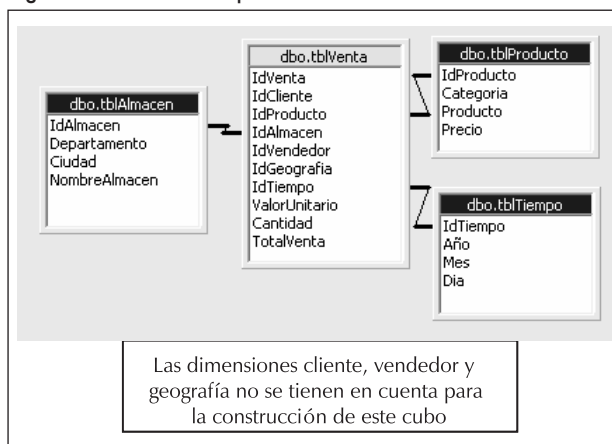 dbo.tblAlmacen
IdAlmacen
Departamento
Ciudad
NombreAlmacen
dbo.tblVenta
IdVenta
IdCliente
IdProducto
IdAlmacen
IdVendedor
IdGeografia
IdTiempo
ValorUnitario
Cantidad
TotalVenta
dbo.tblProducto
IdProducto
Categoria
Producto
Precio
dbo.tblTiempo
IdTiempo
Año
Mes
Dia
Las dimensiones cliente, vendedor y
geografía no se tienen en cuenta para
la construcción de este cubo